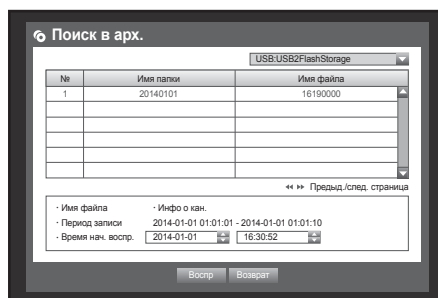 Поиск в арх.
USB:USB2FlashStorage
№ Имя папки Имя файла
1 20140101 16190000
Предыд./след. страница
· Имя файла · Инфо о кан.
· Период записи 2014-01-01 01:01:01 - 2014-01-01 01:01:10
· Время нач. воспр. 2014-01-01 16:30:52
Воспр Возврат